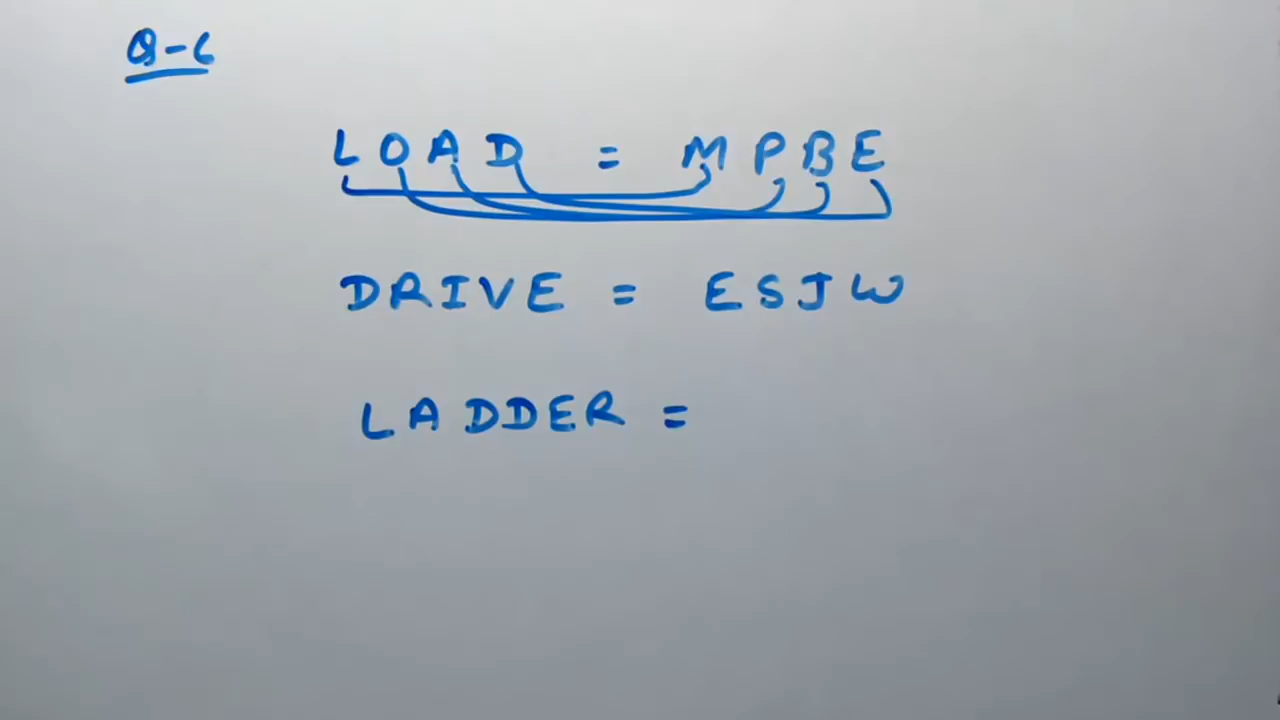 Q-6
LOAD = MPBE
DRIVE = ESJW
LADDER =